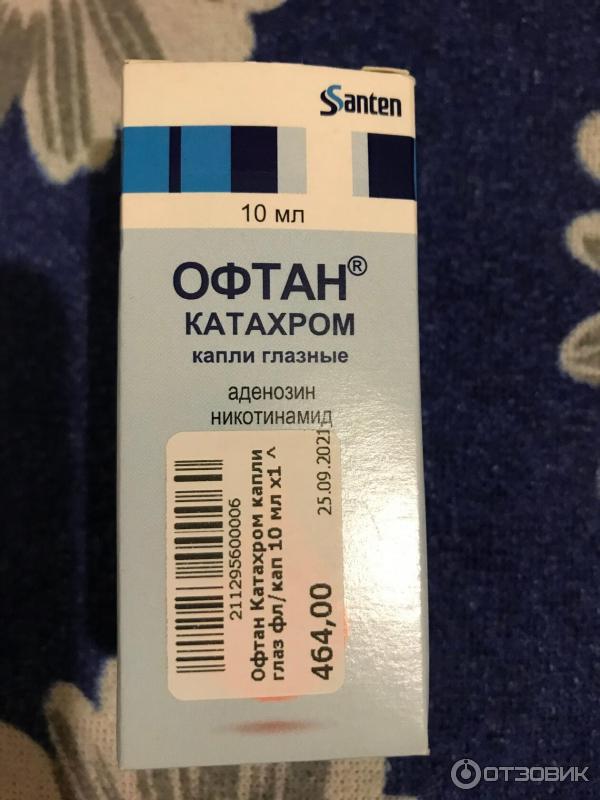 Santen
10 мл
ОФТАН®
КАТАХРОМ
капли глазные
аденозин
никотинамид
211295600006
Офтан Катахром капли
глаз фл/кап 10 мл x1 ^
464,00
25.09.2021
ОТЗОВИК